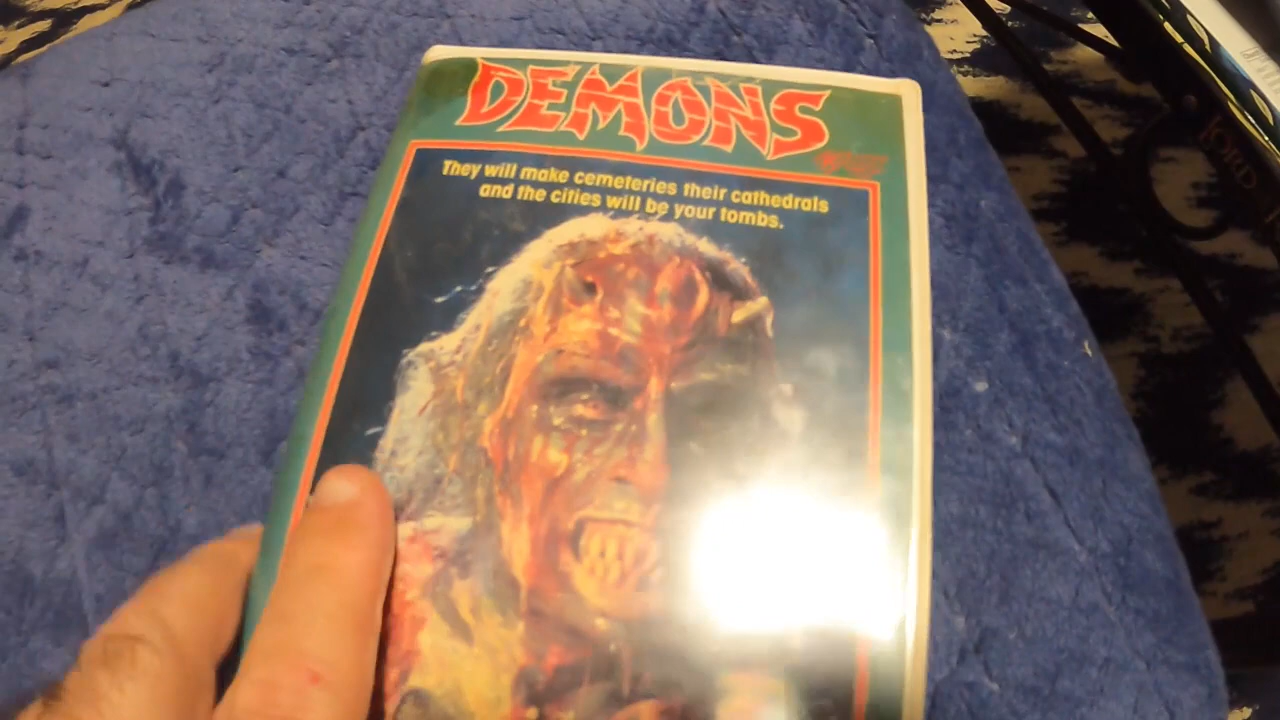 DEMONS
They will make cemeteries their cathedrals
and the cities will be your tombs.